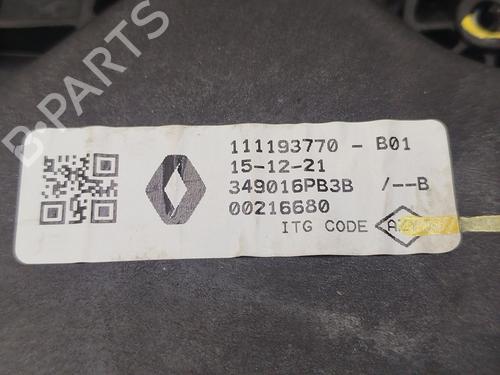 111193770 - B01
15-12-21
349016PB3B /--B
00216680
ITG CODE
B-PARTS